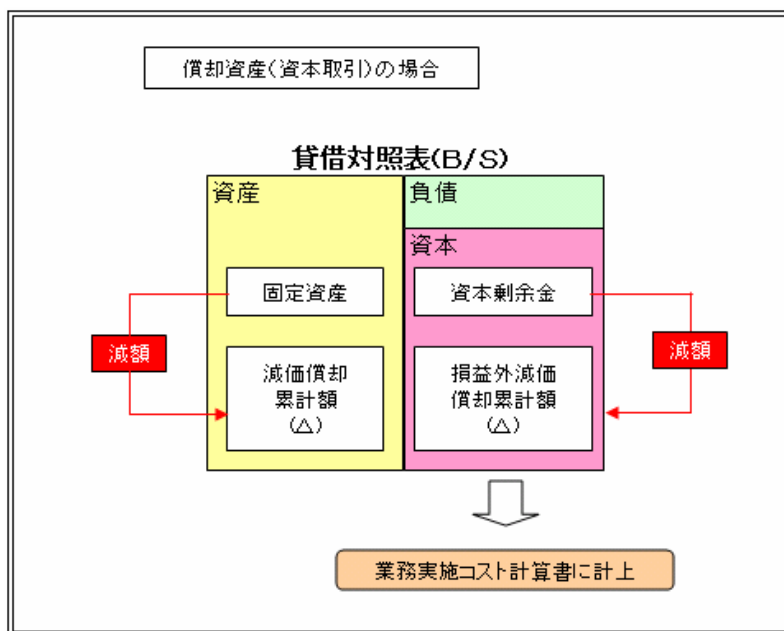 償却資産(資本取引)の場合
貸借対照表(B/S)
資産
負債
資本
固定資産
資本剰余金
減額
減額
減価償却
累計額
(△)
損益外減価
償却累計額
(△)
業務実施コスト計算書に計上